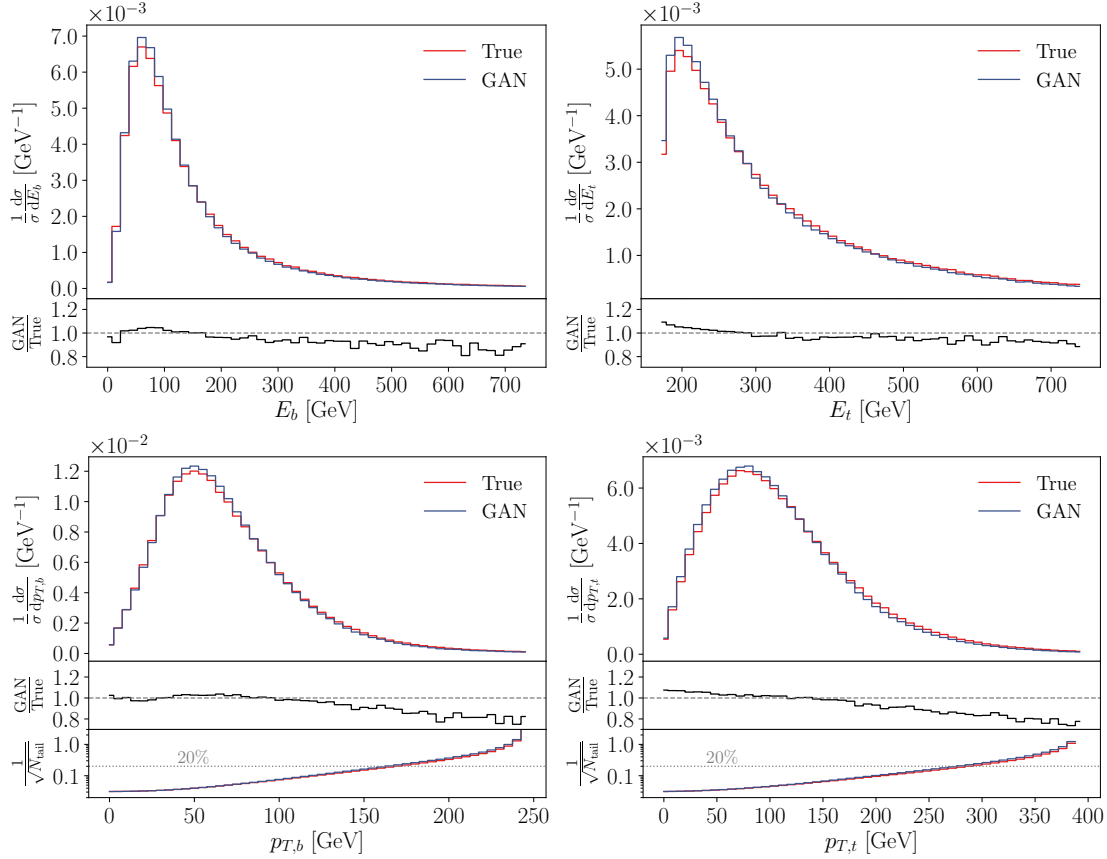 ×10⁻³
7.0
6.0
5.0
4.0
3.0
2.0
1.0
0.0
1/σ dσ/dE_b [GeV⁻¹]
True
GAN
1.2
1.0
0.8
GAN/True
0 100 200 300 400 500 600 700
E_b [GeV]
×10⁻³
5.0
4.0
3.0
2.0
1.0
1/σ dσ/dE_t [GeV⁻¹]
True
GAN
1.2
1.0
0.8
GAN/True
200 300 400 500 600 700
E_t [GeV]
×10⁻²
1.2
1.0
0.8
0.6
0.4
0.2
0.0
1/σ dσ/dp_{T,b} [GeV⁻¹]
True
GAN
1.2
1.0
0.8
GAN/True
1.0
0.1
1/√N_tail
20%
0 50 100 150 200 250
p_{T,b} [GeV]
×10⁻³
6.0
4.0
2.0
0.0
1/σ dσ/dp_{T,t} [GeV⁻¹]
True
GAN
1.2
1.0
0.8
GAN/True
1.0
0.1
1/√N_tail
20%
0 50 100 150 200 250 300 350 400
p_{T,t} [GeV]